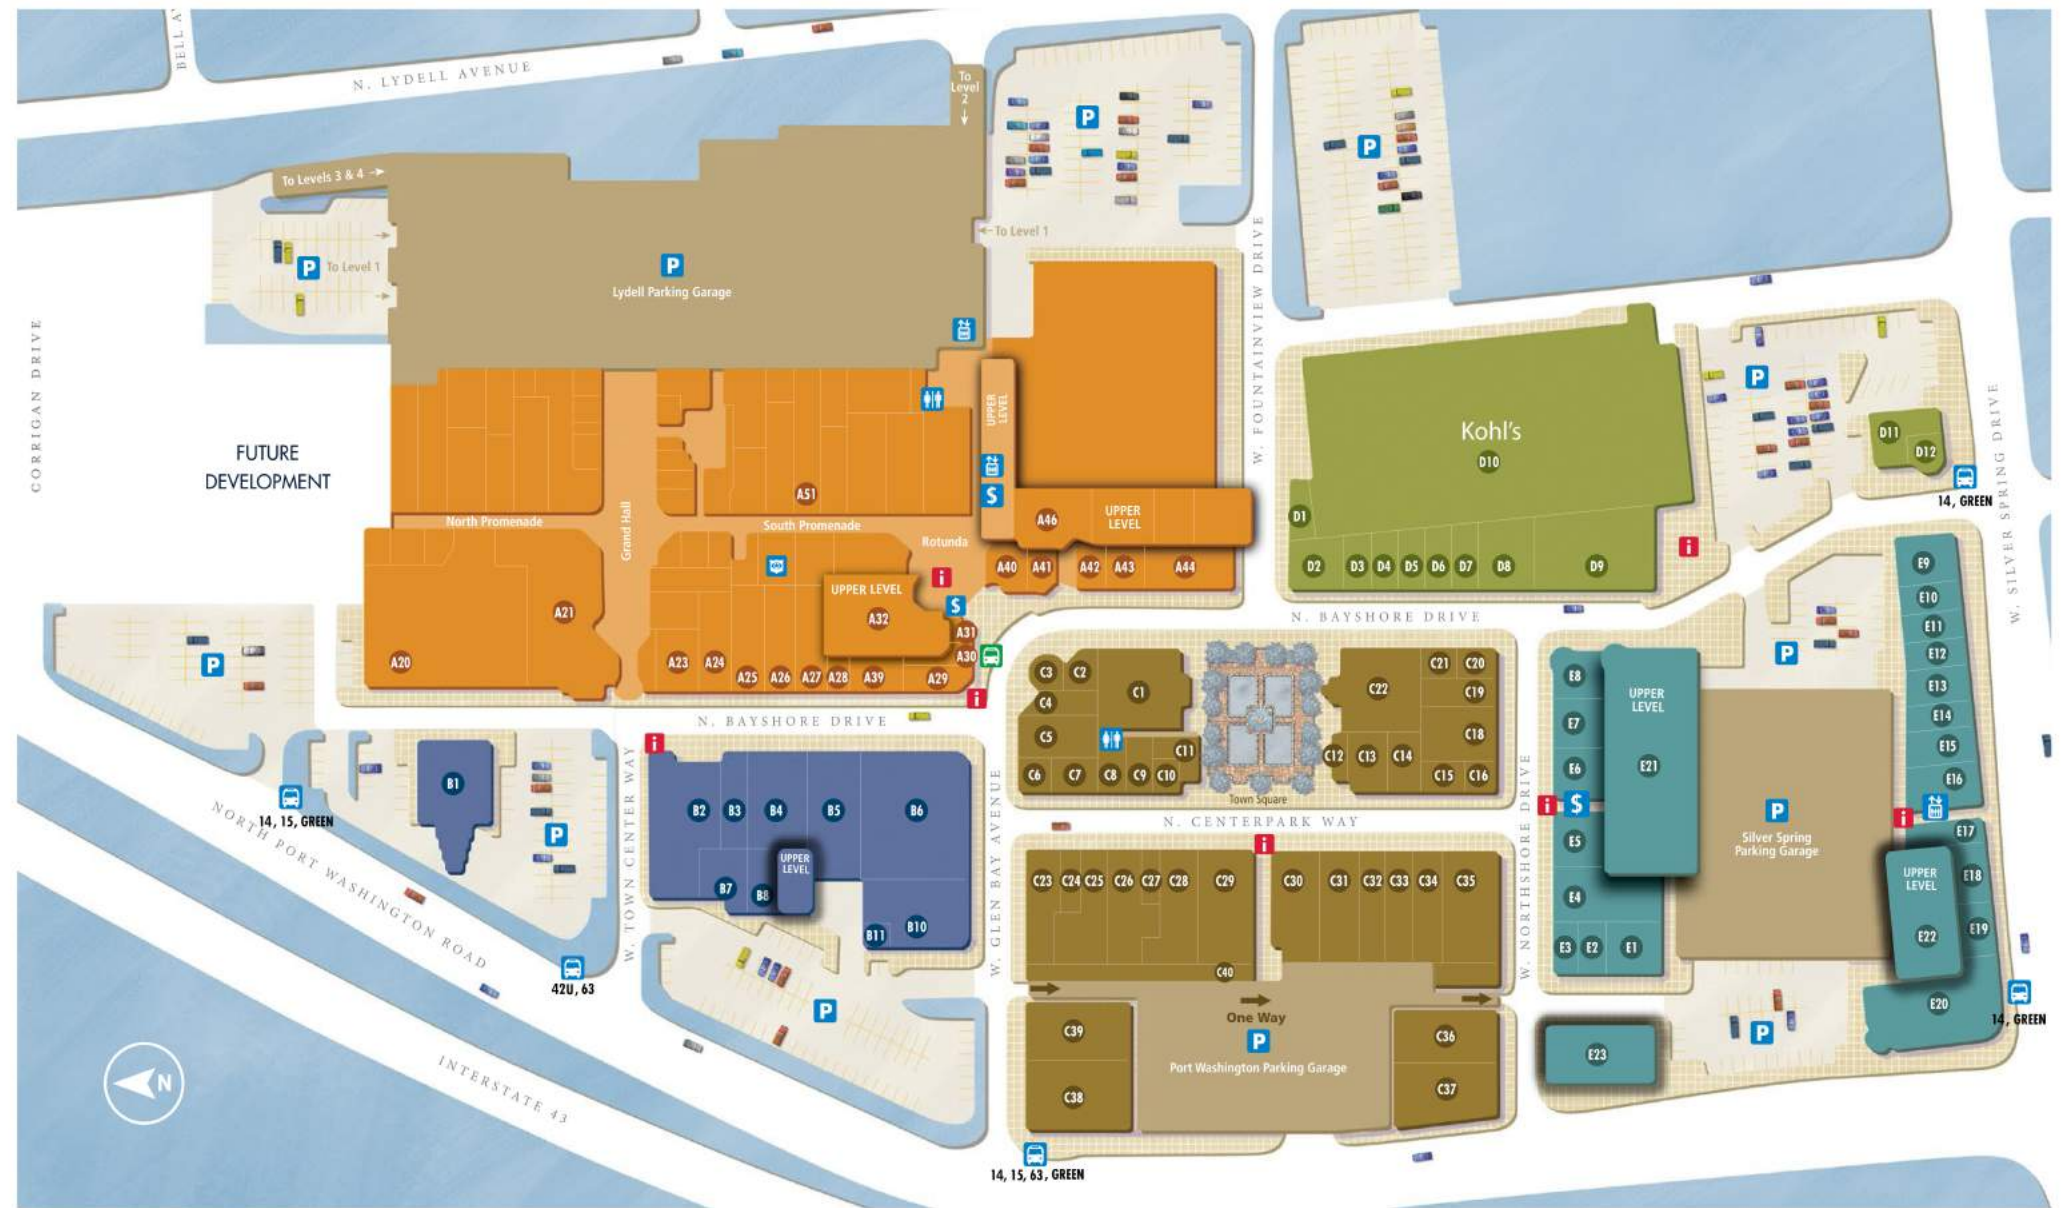 BELL AV
N. LYDELL AVENUE
To
Level
2
P
P
To Levels 3 & 4
To Level 1
P
To Level 1
P
Lydell Parking Garage
W. FOUNTAINVIEW DRIVE
CORRIGAN DRIVE
FUTURE
DEVELOPMENT
UPPER
LEVEL
$
Kohl's
D10
P
D11
D12
14, GREEN
W. SILVER SPRING DRIVE
A51
North Promenade
Grand Hall
South Promenade
Rotunda
A46
UPPER
LEVEL
D1
i
A40
A41
A42
A43
A44
D2
D3
D4
D5
D6
D7
D8
D9
E9
E10
E11
E12
E13
E14
E15
E16
i
UPPER LEVEL
A32
$
A31
A30
A21
A20
A23
A24
A25
A26
A27
A28
A39
A29
i
N. BAYSHORE DRIVE
P
P
C3
C2
C1
C4
C5
C11
C6
C7
C8
C9
C10
Town Square
C22
C21
C20
C19
C18
C12
C13
C14
C15
C16
E8
E7
E6
UPPER
LEVEL
E21
i
$
P
Silver Spring
Parking Garage
i
N. BAYSHORE DRIVE
i
B1
P
14, 15, GREEN
NORTH PORT WASHINGTON ROAD
42U, 63
W. TOWN CENTER WAY
B2
B3
B4
B5
B6
UPPER
LEVEL
B7
B8
B11
B10
P
W. GLEN BAY AVENUE
N. CENTERPARK WAY
i
W. NORTHSHORE DRIVE
C23
C24
C25
C26
C27
C28
C29
C30
C31
C32
C33
C34
C35
C40
E5
E4
E3
E2
E1
E17
UPPER
LEVEL
E18
E22
E19
E20
14, GREEN
P
E23
One Way
P
Port Washington Parking Garage
C39
C38
C36
C37
14, 15, 63, GREEN
N
INTERSTATE 43